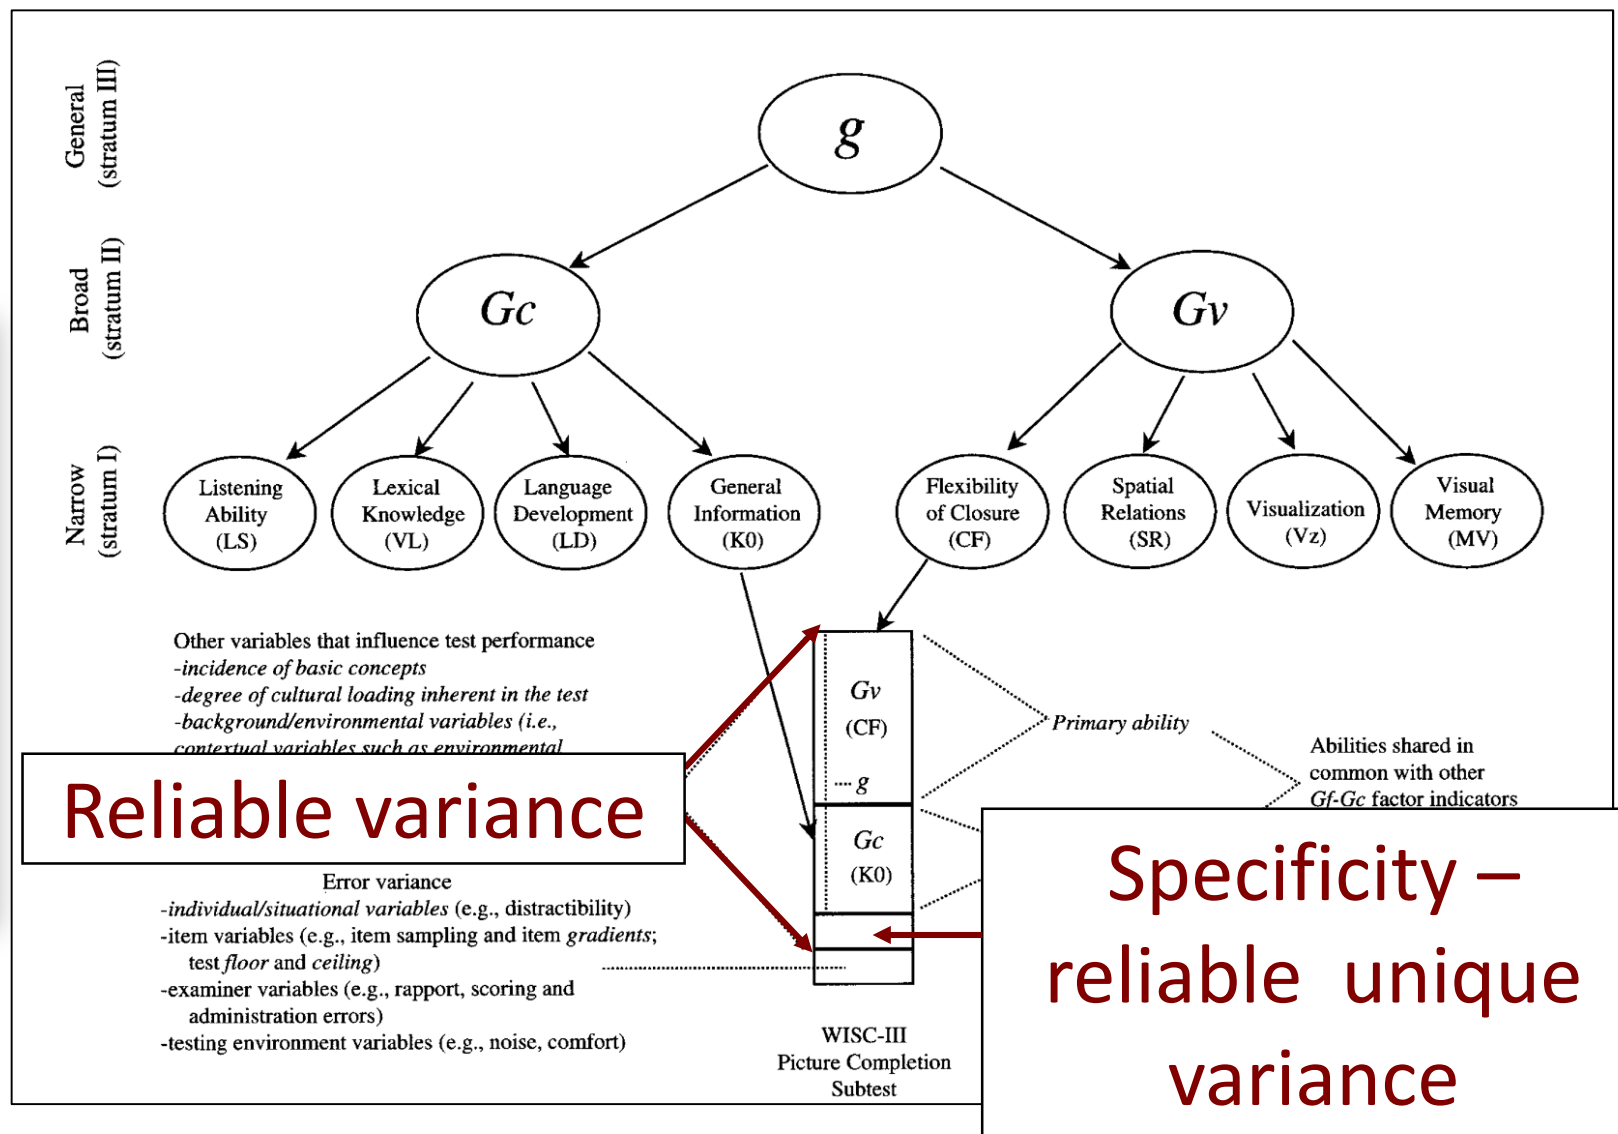 General
(stratum III)
g
Broad
(stratum II)
Gc
Gv
Narrow
(stratum I)
Listening
Ability
(LS)
Lexical
Knowledge
(VL)
Language
Development
(LD)
General
Information
(K0)
Flexibility
of Closure
(CF)
Spatial
Relations
(SR)
Visualization
(Vz)
Visual
Memory
(MV)
Other variables that influence test performance
-incidence of basic concepts
-degree of cultural loading inherent in the test
-background/environmental variables (i.e.,
contextual variables such as environmental
Reliable variance
Gv
(CF)
g
Gc
(K0)
Primary ability
Abilities shared in
common with other
Gf-Gc factor indicators
Specificity –
reliable unique
variance
Error variance
-individual/situational variables (e.g., distractibility)
-item variables (e.g., item sampling and item gradients;
test floor and ceiling)
-examiner variables (e.g., rapport, scoring and
administration errors)
-testing environment variables (e.g., noise, comfort)
WISC-III
Picture Completion
Subtest